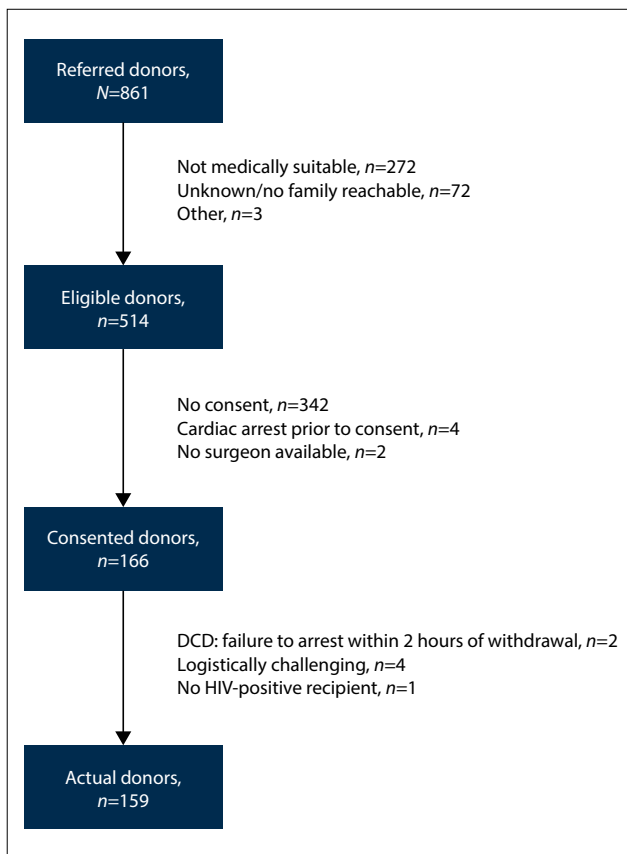 Referred donors,
N=861
Not medically suitable, n=272
Unknown/no family reachable, n=72
Other, n=3
Eligible donors,
n=514
No consent, n=342
Cardiac arrest prior to consent, n=4
No surgeon available, n=2
Consented donors,
n=166
DCD: failure to arrest within 2 hours of withdrawal, n=2
Logistically challenging, n=4
No HIV-positive recipient, n=1
Actual donors,
n=159